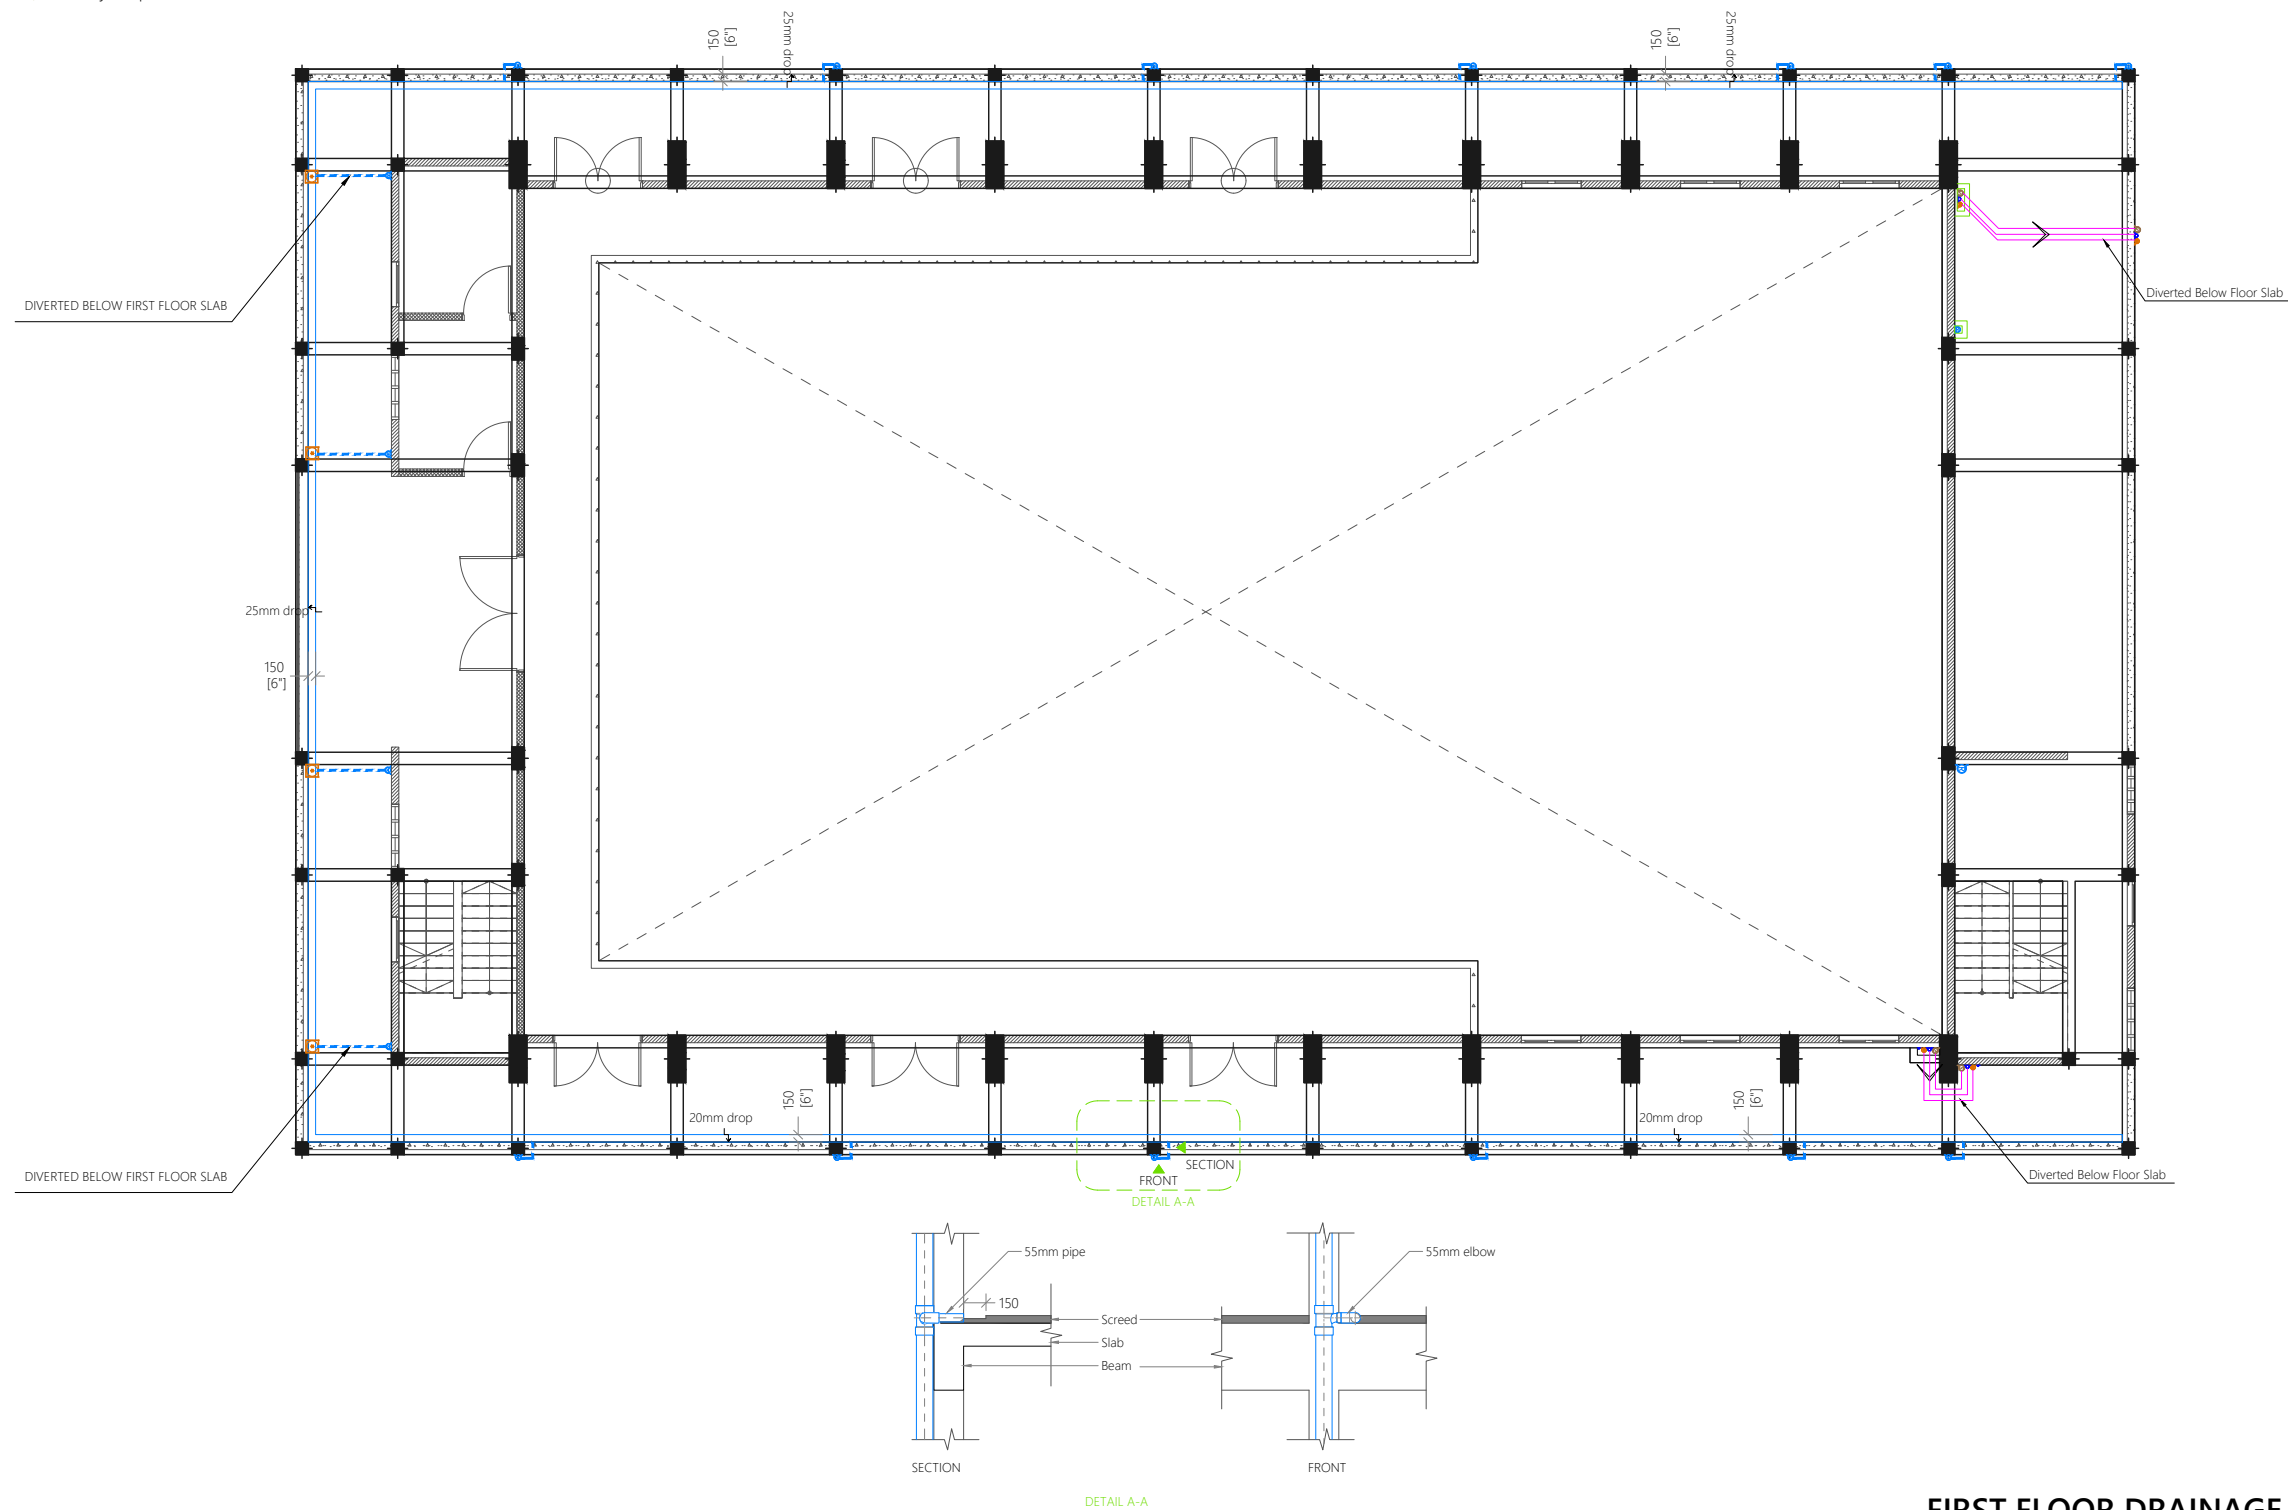 150
[6"]
25mm drop
150
[6"]
25mm drop
DIVERTED BELOW FIRST FLOOR SLAB
Diverted Below Floor Slab
25mm drop
150
[6"]
20mm drop
150
[6"]
20mm drop
150
[6"]
SECTION
FRONT
DETAIL A-A
DIVERTED BELOW FIRST FLOOR SLAB
Diverted Below Floor Slab
55mm pipe
55mm elbow
150
Screed
Slab
Beam
SECTION
FRONT
DETAIL A-A
FIRST FLOOR DRAINAGE